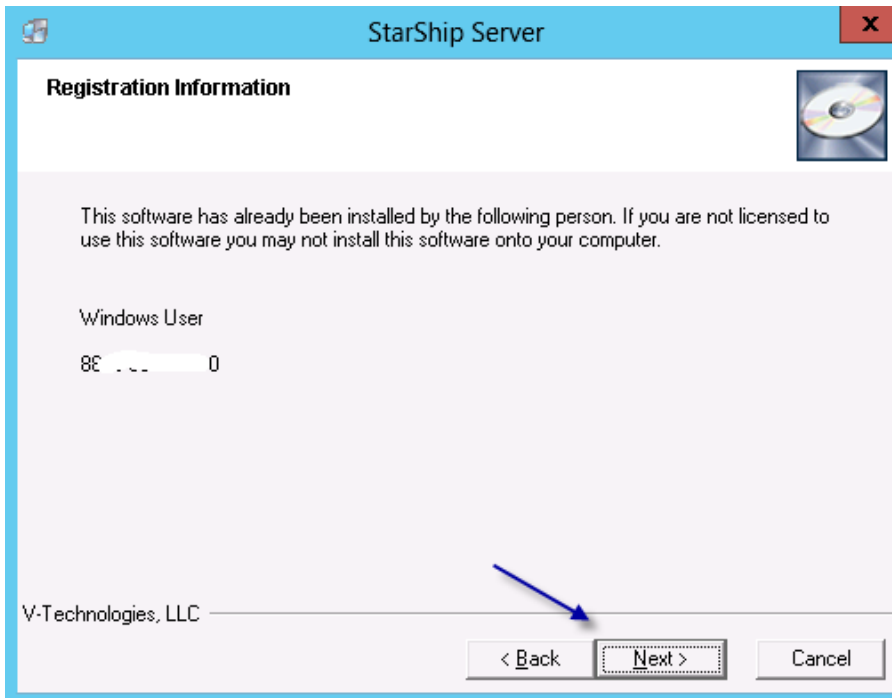 StarShip Server
x
Registration Information
This software has already been installed by the following person. If you are not licensed to
use this software you may not install this software onto your computer.
Windows User
V-Technologies, LLC
< Back
Next >
Cancel